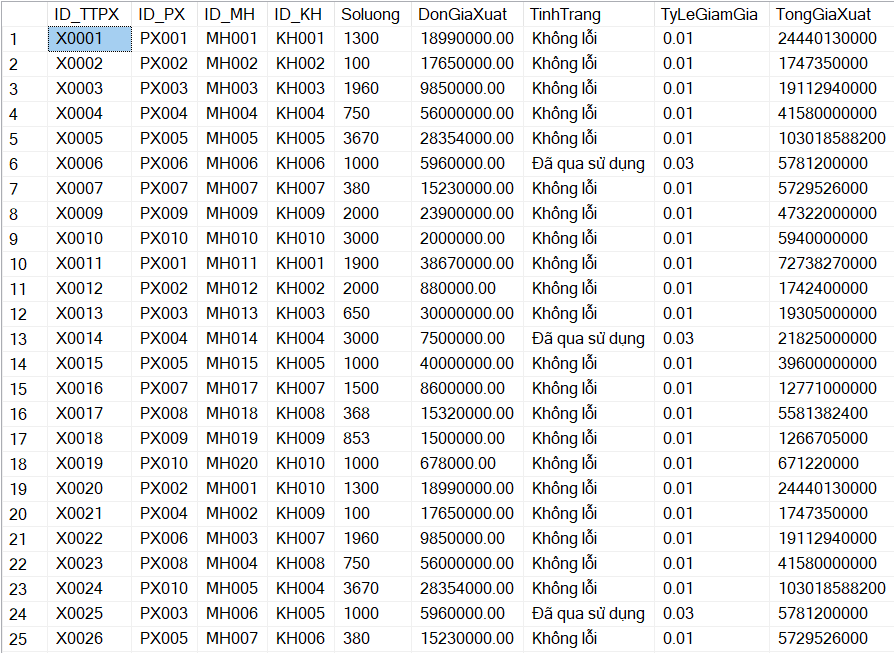 ID_TTPX ID_PX ID_MH ID_KH Soluong DonGiaXuat TinhTrang TyLeGiamGia TongGiaXuat
1 X0001 PX001 MH001 KH001 1300 18990000.00 Không lỗi 0.01 24440130000
2 X0002 PX002 MH002 KH002 100 17650000.00 Không lỗi 0.01 1747350000
3 X0003 PX003 MH003 KH003 1960 9850000.00 Không lỗi 0.01 19112940000
4 X0004 PX004 MH004 KH004 750 56000000.00 Không lỗi 0.01 41580000000
5 X0005 PX005 MH005 KH005 3670 28354000.00 Không lỗi 0.01 103018588200
6 X0006 PX006 MH006 KH006 1000 5960000.00 Đã qua sử dụng 0.03 5781200000
7 X0007 PX007 MH007 KH007 380 15230000.00 Không lỗi 0.01 5729526000
8 X0009 PX009 MH009 KH009 2000 23900000.00 Không lỗi 0.01 47322000000
9 X0010 PX010 MH010 KH010 3000 2000000.00 Không lỗi 0.01 5940000000
10 X0011 PX001 MH011 KH001 1900 38670000.00 Không lỗi 0.01 72738270000
11 X0012 PX002 MH012 KH002 2000 880000.00 Không lỗi 0.01 1742400000
12 X0013 PX003 MH013 KH003 650 30000000.00 Không lỗi 0.01 19305000000
13 X0014 PX004 MH014 KH004 3000 7500000.00 Đã qua sử dụng 0.03 21825000000
14 X0015 PX005 MH015 KH005 1000 40000000.00 Không lỗi 0.01 39600000000
15 X0016 PX007 MH017 KH007 1500 8600000.00 Không lỗi 0.01 12771000000
16 X0017 PX008 MH018 KH008 368 15320000.00 Không lỗi 0.01 5581382400
17 X0018 PX009 MH019 KH009 853 1500000.00 Không lỗi 0.01 1266705000
18 X0019 PX010 MH020 KH010 1000 678000.00 Không lỗi 0.01 671220000
19 X0020 PX002 MH001 KH010 1300 18990000.00 Không lỗi 0.01 24440130000
20 X0021 PX004 MH002 KH009 100 17650000.00 Không lỗi 0.01 1747350000
21 X0022 PX006 MH003 KH007 1960 9850000.00 Không lỗi 0.01 19112940000
22 X0023 PX008 MH004 KH008 750 56000000.00 Không lỗi 0.01 41580000000
23 X0024 PX010 MH005 KH004 3670 28354000.00 Không lỗi 0.01 103018588200
24 X0025 PX003 MH006 KH005 1000 5960000.00 Đã qua sử dụng 0.03 5781200000
25 X0026 PX005 MH007 KH006 380 15230000.00 Không lỗi 0.01 5729526000